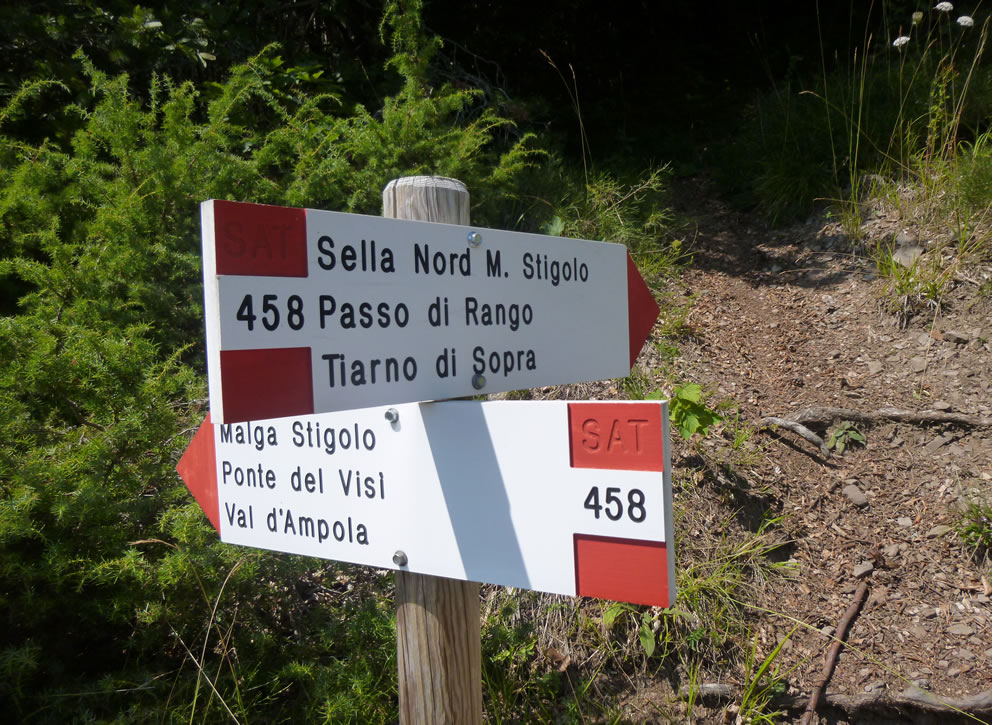 SAT
Sella Nord M. Stigolo
458 Passo di Rango
Tiarno di Sopra
SAT
Malga Stigolo
Ponte del Visì
458
Val d'Ampola